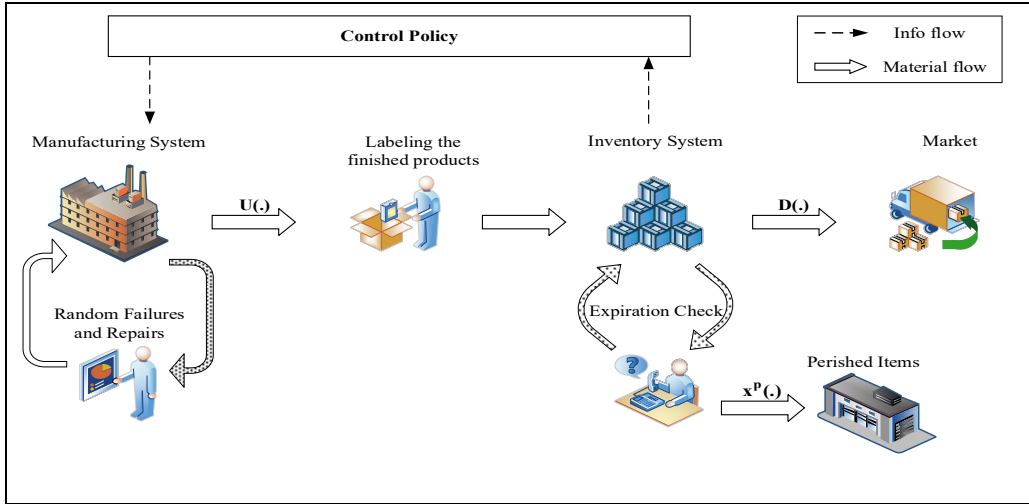 Control Policy
Info flow
Material flow
Manufacturing System
Labeling the
finished products
Inventory System
Market
U(.)
D(.)
Random Failures
and Repairs
Expiration Check
?
Perished Items
x^p(.)